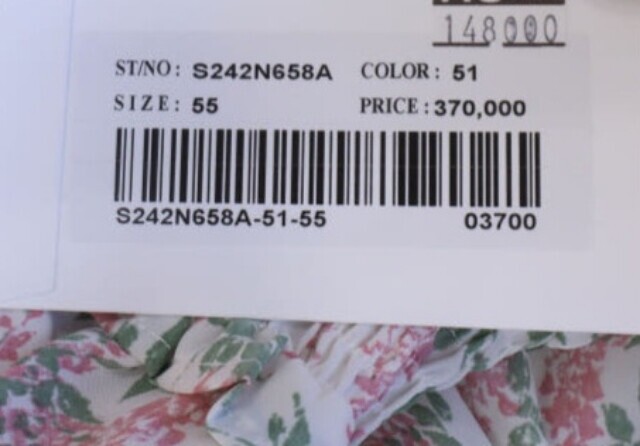 148000
ST/NO: S242N658A COLOR: 51
SIZE: 55 PRICE: 370,000
S242N658A-51-55 03700